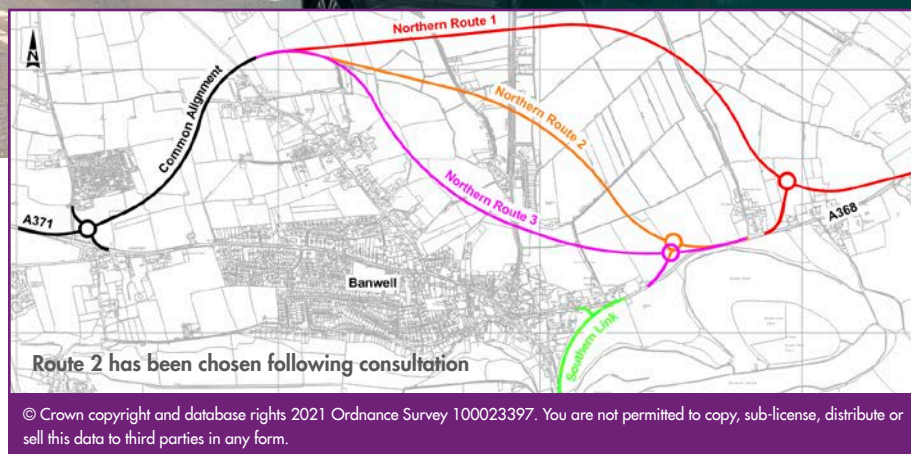 Northern Route 1
N
Common Alignment
Northern Route 2
Northern Route 3
A371
A368
Banwell
Southern Link
Route 2 has been chosen following consultation
© Crown copyright and database rights 2021 Ordnance Survey 100023397. You are not permitted to copy, sub-license, distribute or
sell this data to third parties in any form.